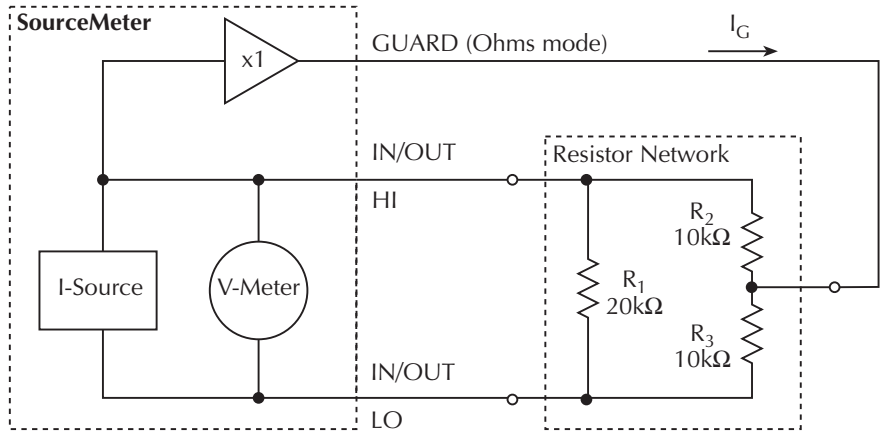 SourceMeter
x1
GUARD (Ohms mode)
I_G
IN/OUT
HI
Resistor Network
I-Source
V-Meter
R₁
20kΩ
R₂
10kΩ
R₃
10kΩ
IN/OUT
LO